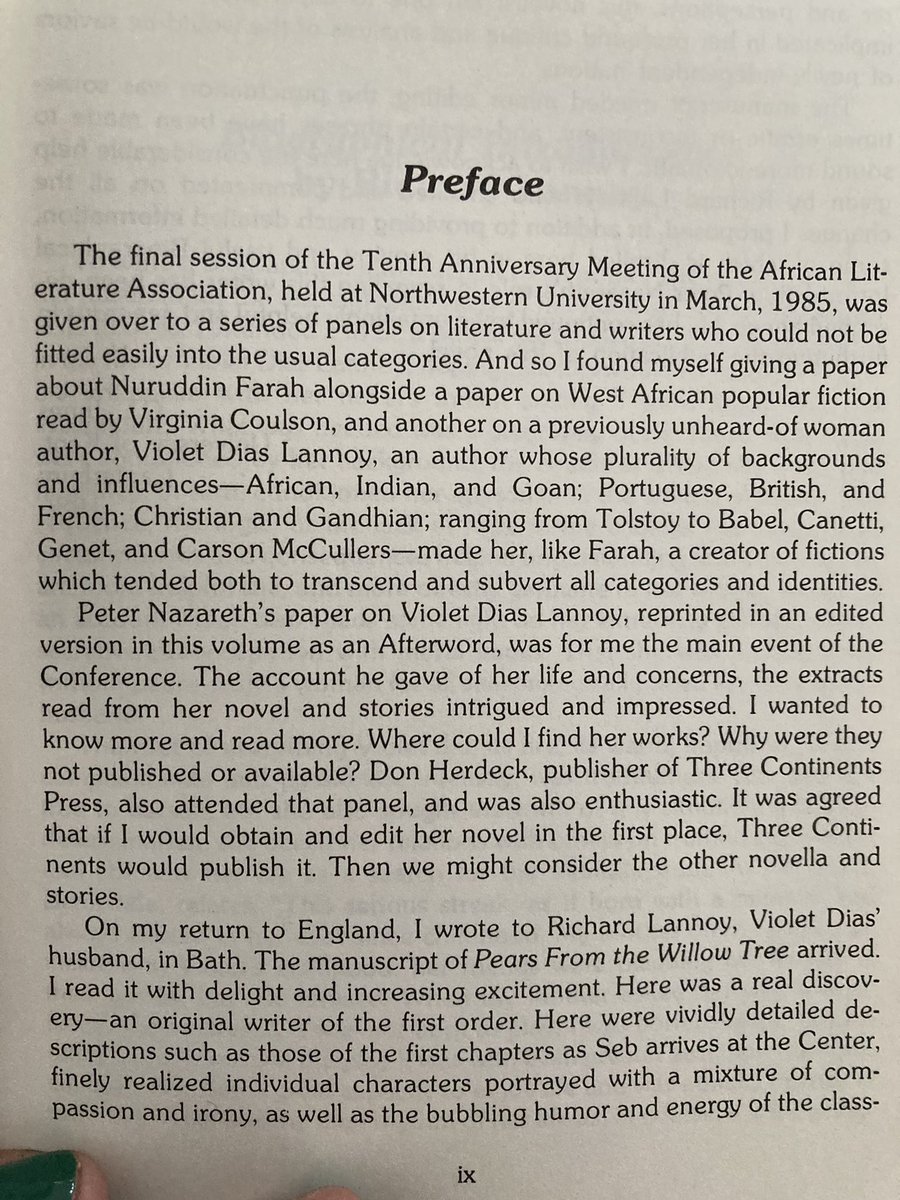 Preface
The final session of the Tenth Anniversary Meeting of the African Lit-
erature Association, held at Northwestern University in March, 1985, was
given over to a series of panels on literature and writers who could not be
fitted easily into the usual categories. And so I found myself giving a paper
about Nuruddin Farah alongside a paper on West African popular fiction
read by Virginia Coulson, and another on a previously unheard-of woman
author, Violet Dias Lannoy, an author whose plurality of backgrounds
and influences—African, Indian, and Goan; Portuguese, British, and
French; Christian and Gandhian; ranging from Tolstoy to Babel, Canetti,
Genet, and Carson McCullers—made her, like Farah, a creator of fictions
which tended both to transcend and subvert all categories and identities.
Peter Nazareth's paper on Violet Dias Lannoy, reprinted in an edited
version in this volume as an Afterword, was for me the main event of the
Conference. The account he gave of her life and concerns, the extracts
read from her novel and stories intrigued and impressed. I wanted to
know more and read more. Where could I find her works? Why were they
not published or available? Don Herdeck, publisher of Three Continents
Press, also attended that panel, and was also enthusiastic. It was agreed
that if I would obtain and edit her novel in the first place, Three Conti-
nents would publish it. Then we might consider the other novella and
stories.
On my return to England, I wrote to Richard Lannoy, Violet Dias'
husband, in Bath. The manuscript of Pears From the Willow Tree arrived.
I read it with delight and increasing excitement. Here was a real discov-
ery—an original writer of the first order. Here were vividly detailed de-
scriptions such as those of the first chapters as Seb arrives at the Center,
finely realized individual characters portrayed with a mixture of com-
passion and irony, as well as the bubbling humor and energy of the class-
ix